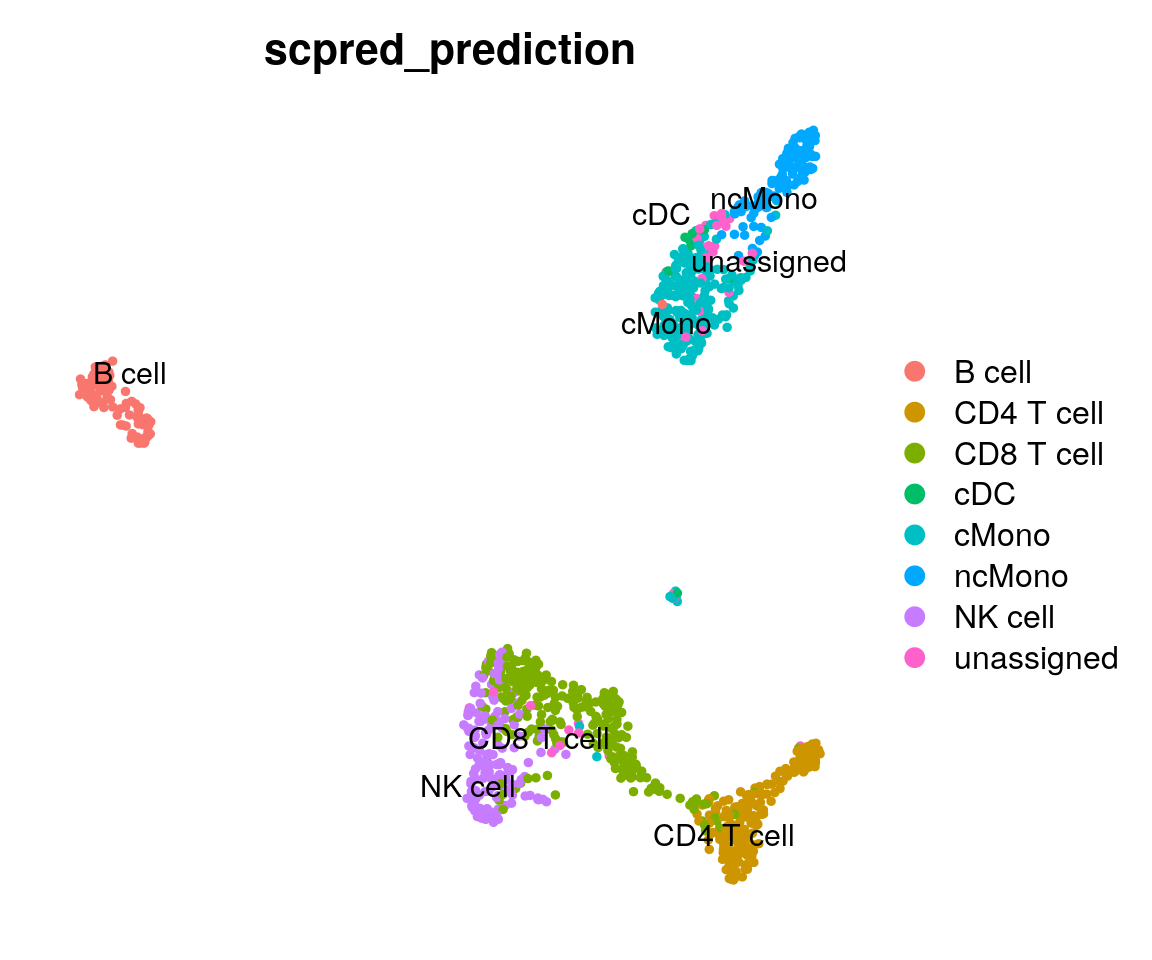 scpred_prediction
ncMono
cDC
unassigned
cMono
B cell
CD8 T cell
NK cell
CD4 T cell
B cell
CD4 T cell
CD8 T cell
cDC
cMono
ncMono
NK cell
unassigned